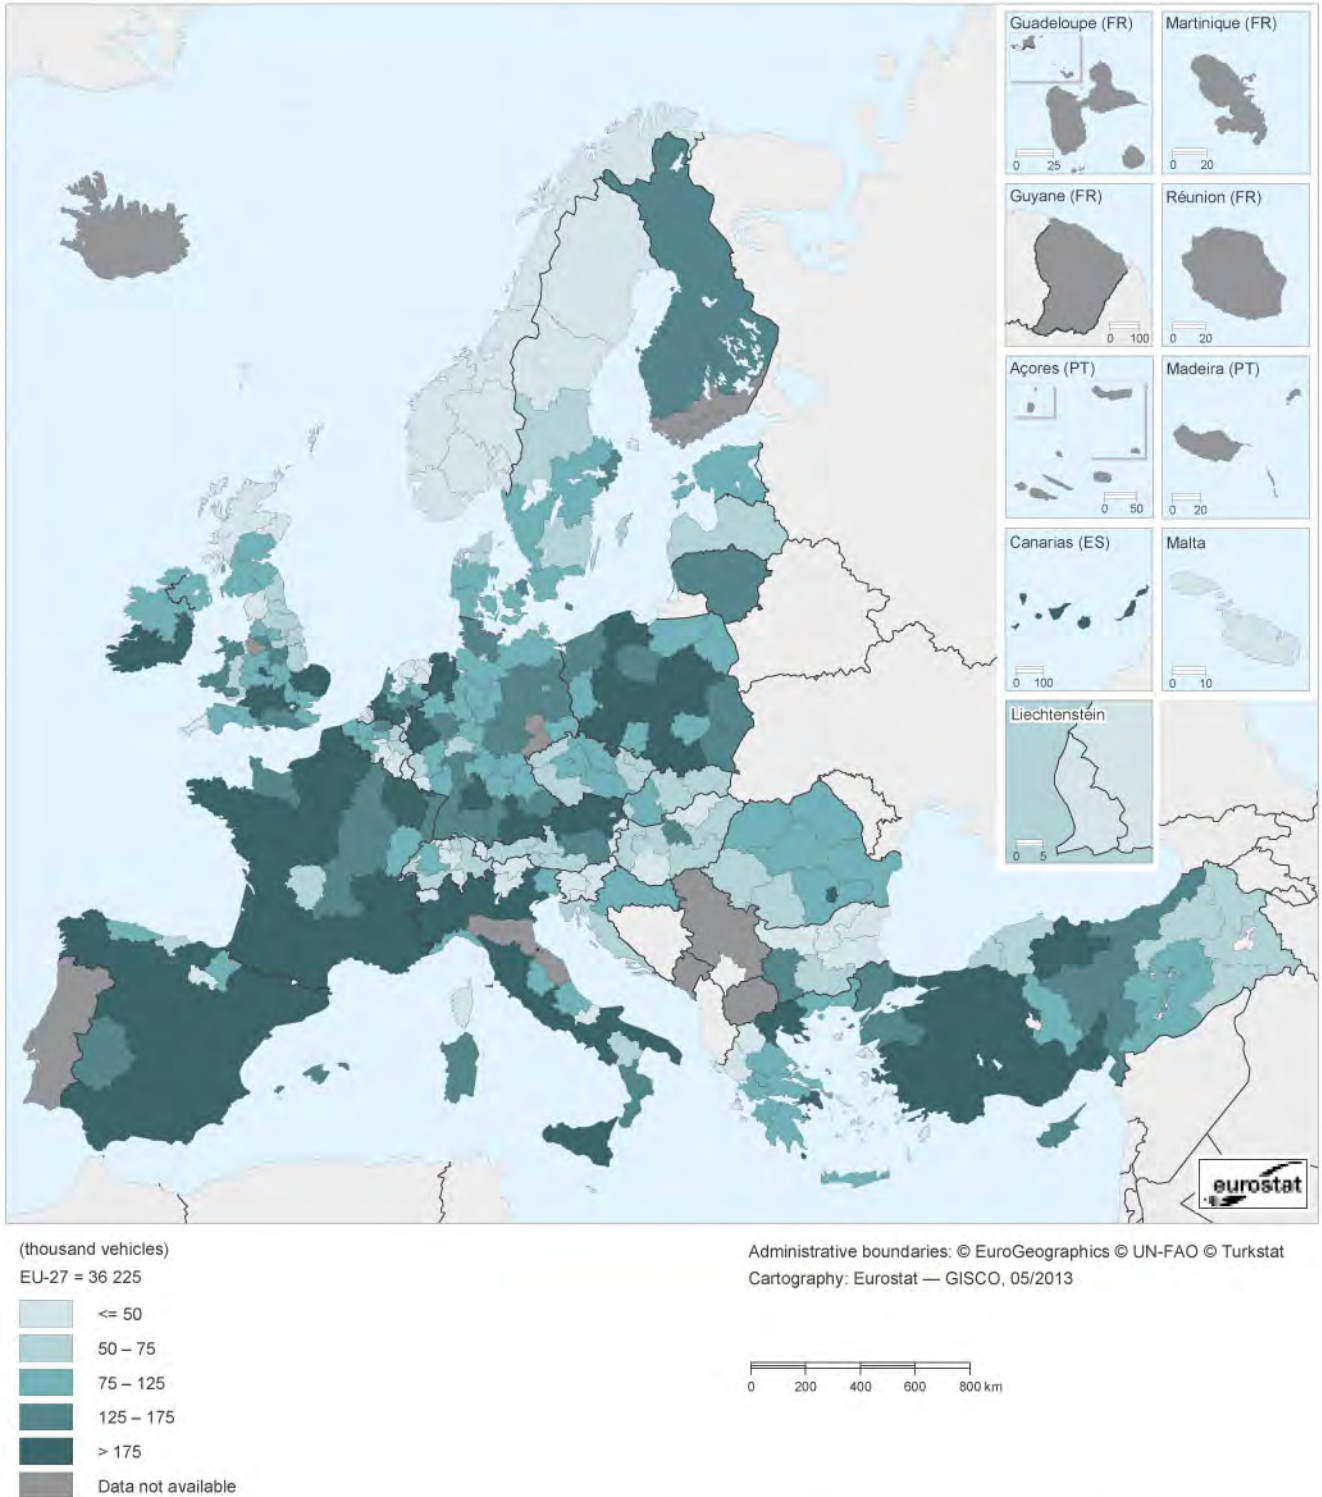 Guadeloupe (FR)
0 25
Martinique (FR)
0 20
Guyane (FR)
0 100
Réunion (FR)
0 20
Açores (PT)
0 50
Madeira (PT)
0 20
Canarias (ES)
0 100
Malta
0 10
Liechtenstein
0 5
eurostat
(thousand vehicles)
EU-27 = 36 225
<= 50
50 – 75
75 – 125
125 – 175
> 175
Data not available
Administrative boundaries: © EuroGeographics © UN-FAO © Turkstat
Cartography: Eurostat — GISCO, 05/2013
0 200 400 600 800 km